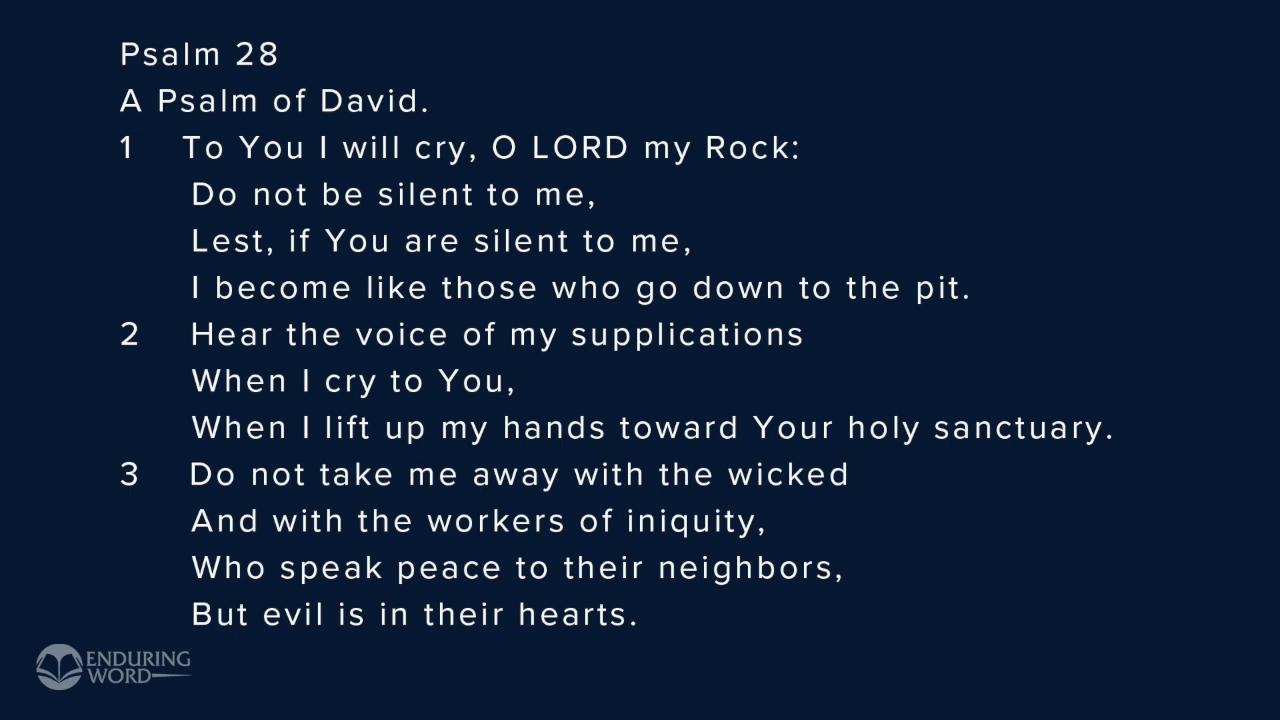 Psalm 28
A Psalm of David.
1 To You I will cry, O LORD my Rock:
Do not be silent to me,
Lest, if You are silent to me,
I become like those who go down to the pit.
2 Hear the voice of my supplications
When I cry to You,
When I lift up my hands toward Your holy sanctuary.
3 Do not take me away with the wicked
And with the workers of iniquity,
Who speak peace to their neighbors,
But evil is in their hearts.
ENDURING
WORD